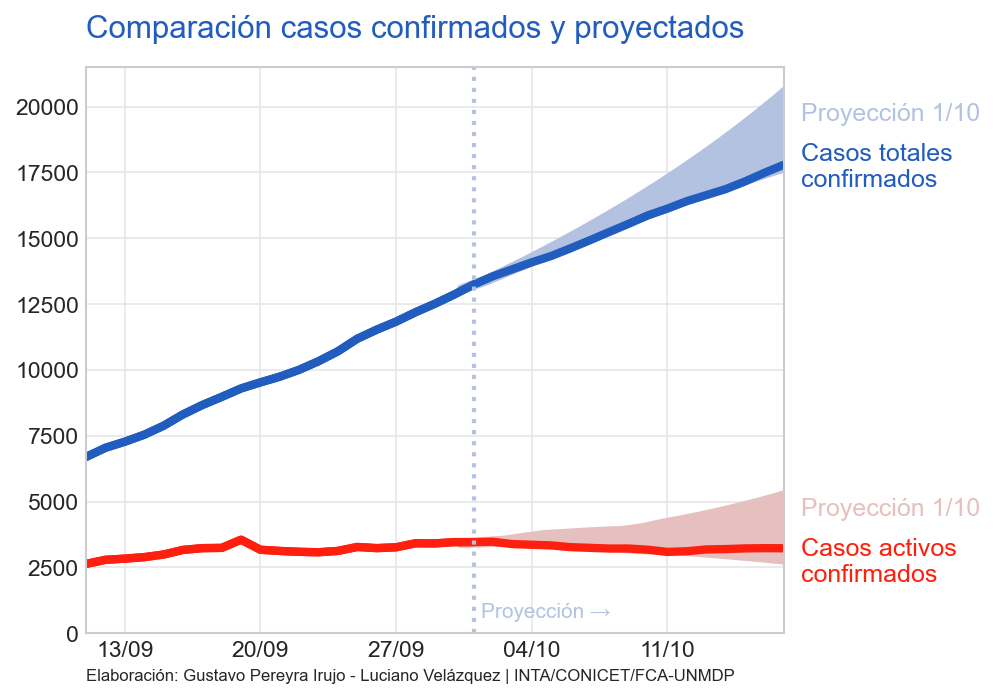 Comparación casos confirmados y proyectados
20000
17500
15000
12500
10000
7500
5000
2500
0
13/09
20/09
27/09
04/10
11/10
Proyección 1/10
Casos totales
confirmados
Proyección 1/10
Casos activos
confirmados
Proyección →
Elaboración: Gustavo Pereyra Irujo - Luciano Velázquez | INTA/CONICET/FCA-UNMDP